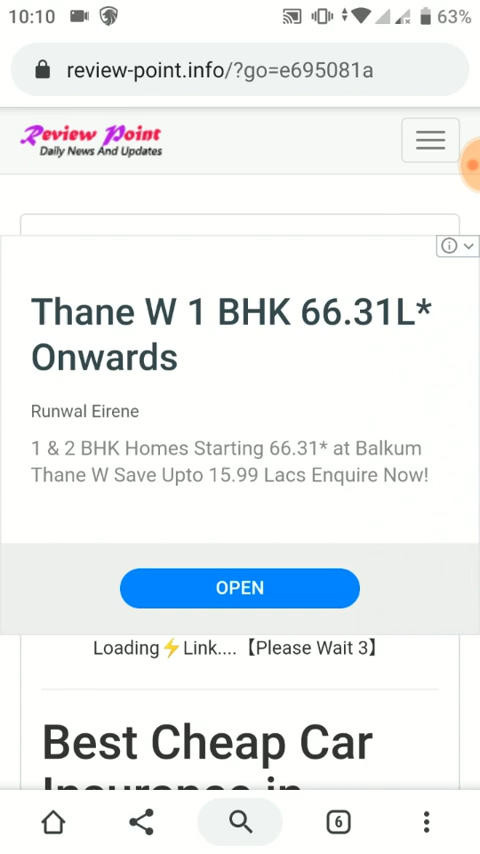 10:10
63%
review-point.info/?go=e695081a
Review Point
Daily News And Updates
Thane W 1 BHK 66.31L*
Onwards
Runwal Eirene
1 & 2 BHK Homes Starting 66.31* at Balkum
Thane W Save Upto 15.99 Lacs Enquire Now!
OPEN
Loading⚡Link....【Please Wait 3】
Best Cheap Car
Insurance in
6